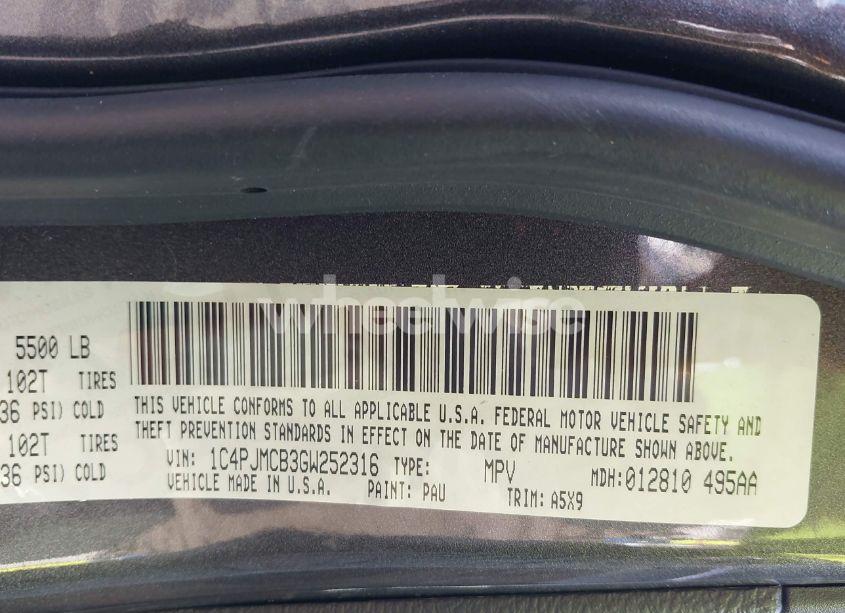 wheelwise
5500 LB
102T TIRES
36 PSI) COLD
102T TIRES
36 PSI) COLD
THIS VEHICLE CONFORMS TO ALL APPLICABLE U.S.A. FEDERAL MOTOR VEHICLE SAFETY AND
THEFT PREVENTION STANDARDS IN EFFECT ON THE DATE OF MANUFACTURE SHOWN ABOVE.
VIN: 1C4PJMCB3GW252316 TYPE: MPV MDH:012810 495AA
VEHICLE MADE IN U.S.A. PAINT: PAU TRIM: A5X9